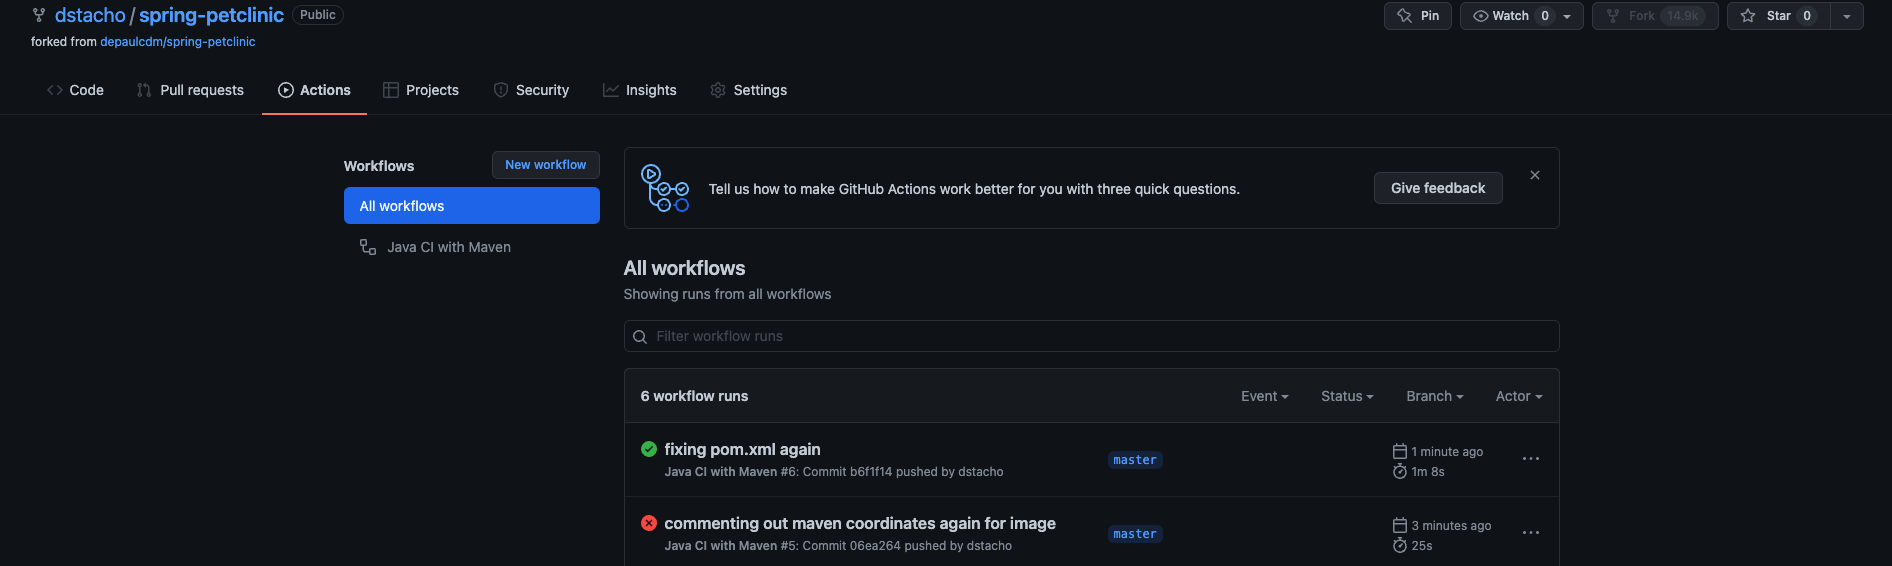 dstacho / spring-petclinic Public
Pin
Watch 0
Fork 14.9k
Star 0
forked from depaulcdm/spring-petclinic
Code
Pull requests
Actions
Projects
Security
Insights
Settings
Workflows
New workflow
All workflows
Java CI with Maven
Tell us how to make GitHub Actions work better for you with three quick questions.
Give feedback
All workflows
Showing runs from all workflows
Filter workflow runs
6 workflow runs
Event
Status
Branch
Actor
fixing pom.xml again
Java CI with Maven #6: Commit b6f1f14 pushed by dstacho
master
1 minute ago
1m 8s
commenting out maven coordinates again for image
Java CI with Maven #5: Commit 06ea264 pushed by dstacho
master
3 minutes ago
25s